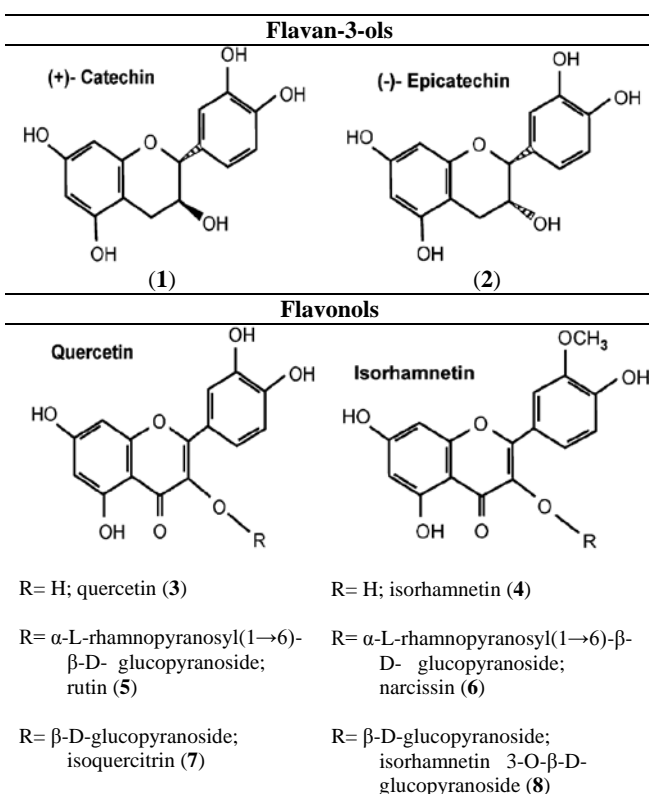 Flavan-3-ols
(+)- Catechin
OH
OH
HO
O
OH
OH
(1)
(-)- Epicatechin
OH
OH
HO
O
OH
OH
(2)
Flavonols
Quercetin
OH
OH
HO
O
O
R
OH
O
Isorhamnetin
OCH3
OH
HO
O
O
R
OH
O
R= H; quercetin (3)
R= α-L-rhamnopyranosyl(1→6)-
β-D- glucopyranoside;
rutin (5)
R= β-D-glucopyranoside;
isoquercitrin (7)
R= H; isorhamnetin (4)
R= α-L-rhamnopyranosyl(1→6)-β-
D- glucopyranoside;
narcissin (6)
R= β-D-glucopyranoside;
isorhamnetin 3-O-β-D-
glucopyranoside (8)